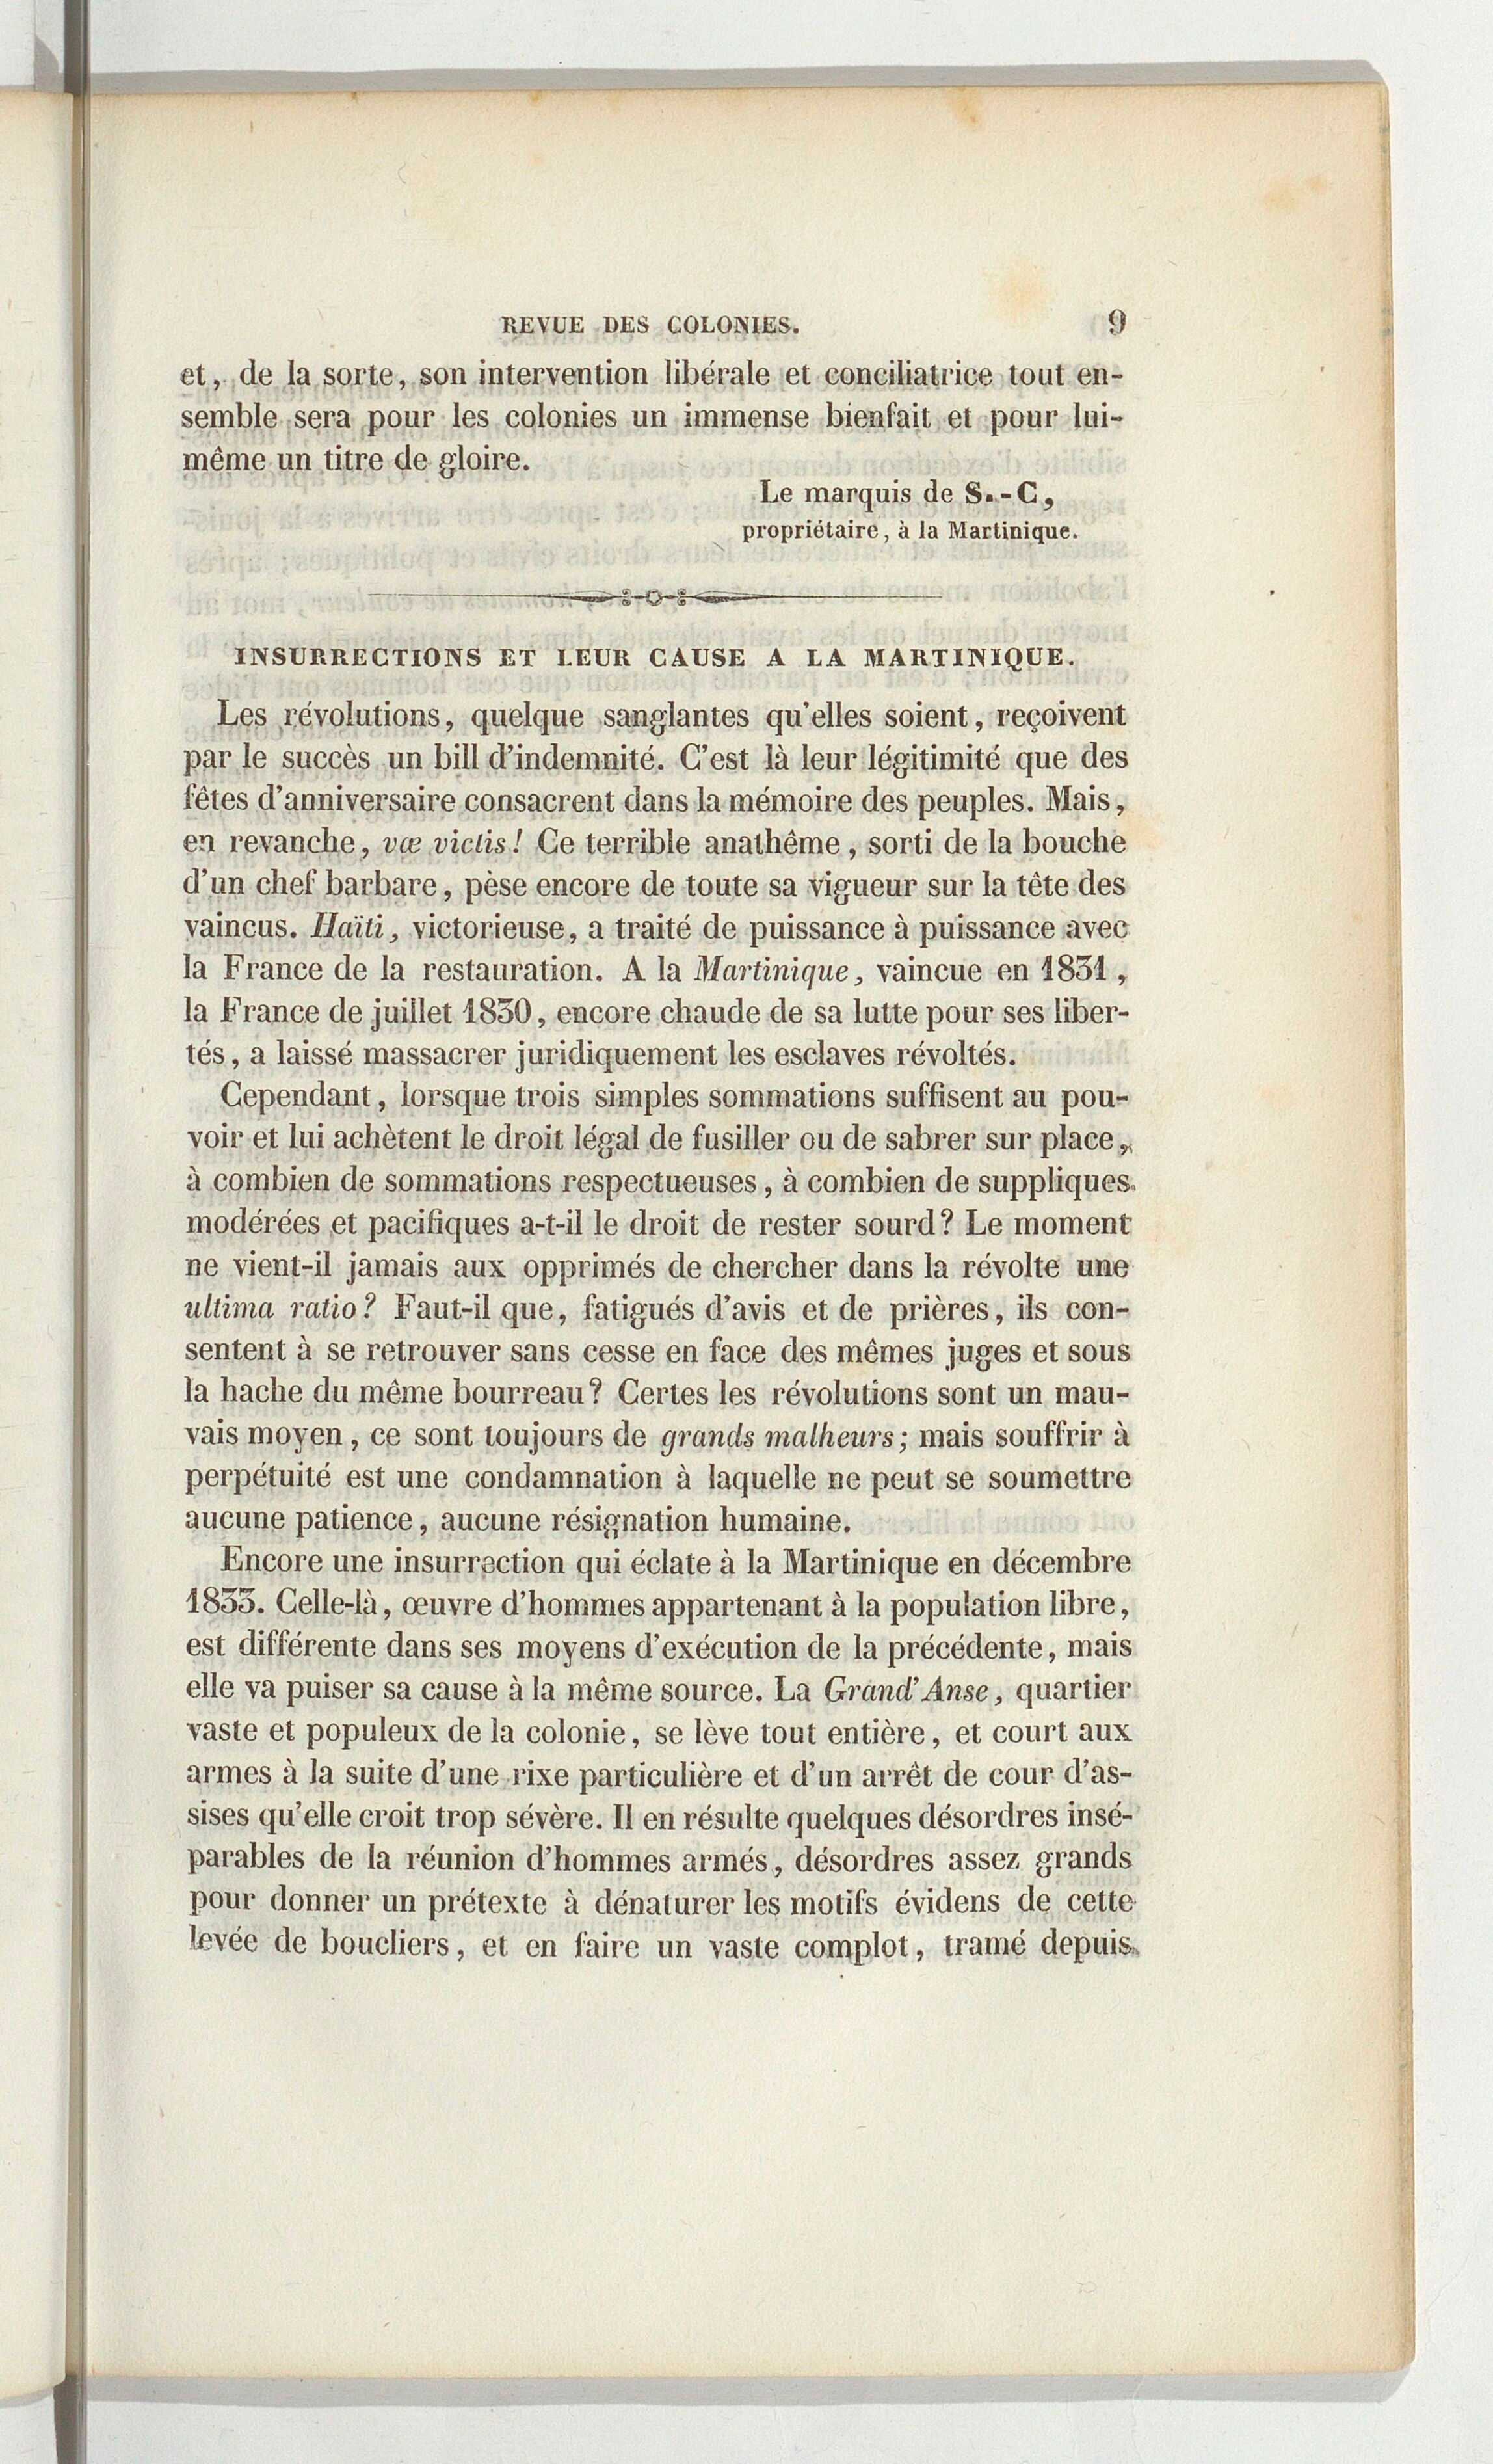 REVUE DES COLONIES. 9
et, de la sorte, son intervention libérale et conciliatrice tout en-
semble sera pour les colonies un immense bienfait et pour lui-
même un titre de gloire.
Le marquis de S.-C,
propriétaire, à la Martinique.
INSURRECTIONS ET LEUR CAUSE A LA MARTINIQUE.
Les révolutions, quelque sanglantes qu'elles soient, reçoivent
par le succès un bill d'indemnité. C'est là leur légitimité que des
fêtes d'anniversaire consacrent dans la mémoire des peuples. Mais,
en revanche, væ victis! Ce terrible anathême, sorti de la bouche
d'un chef barbare, pèse encore de toute sa vigueur sur la tête des
vaincus. Haïti, victorieuse, a traité de puissance à puissance avec
la France de la restauration. A la Martinique, vaincue en 1831,
la France de juillet 1830, encore chaude de sa lutte pour ses liber-
tés, a laissé massacrer juridiquement les esclaves révoltés.
Cependant, lorsque trois simples sommations suffisent au pou-
voir et lui achètent le droit légal de fusiller ou de sabrer sur place,
à combien de sommations respectueuses, à combien de suppliques
modérées et pacifiques a-t-il le droit de rester sourd? Le moment
ne vient-il jamais aux opprimés de chercher dans la révolte une
ultima ratio? Faut-il que, fatigués d'avis et de prières, ils con-
sentent à se retrouver sans cesse en face des mêmes juges et sous
la hache du même bourreau? Certes les révolutions sont un mau-
vais moyen, ce sont toujours de grands malheurs; mais souffrir à
perpétuité est une condamnation à laquelle ne peut se soumettre
aucune patience, aucune résignation humaine.
Encore une insurrection qui éclate à la Martinique en décembre
1833. Celle-là, œuvre d'hommes appartenant à la population libre,
est différente dans ses moyens d'exécution de la précédente, mais
elle va puiser sa cause à la même source. La Grand'Anse, quartier
vaste et populeux de la colonie, se lève tout entière, et court aux
armes à la suite d'une rixe particulière et d'un arrêt de cour d'as-
sises qu'elle croit trop sévère. Il en résulte quelques désordres insé-
parables de la réunion d'hommes armés, désordres assez grands
pour donner un prétexte à dénaturer les motifs évidens de cette
levée de boucliers, et en faire un vaste complot, tramé depuis